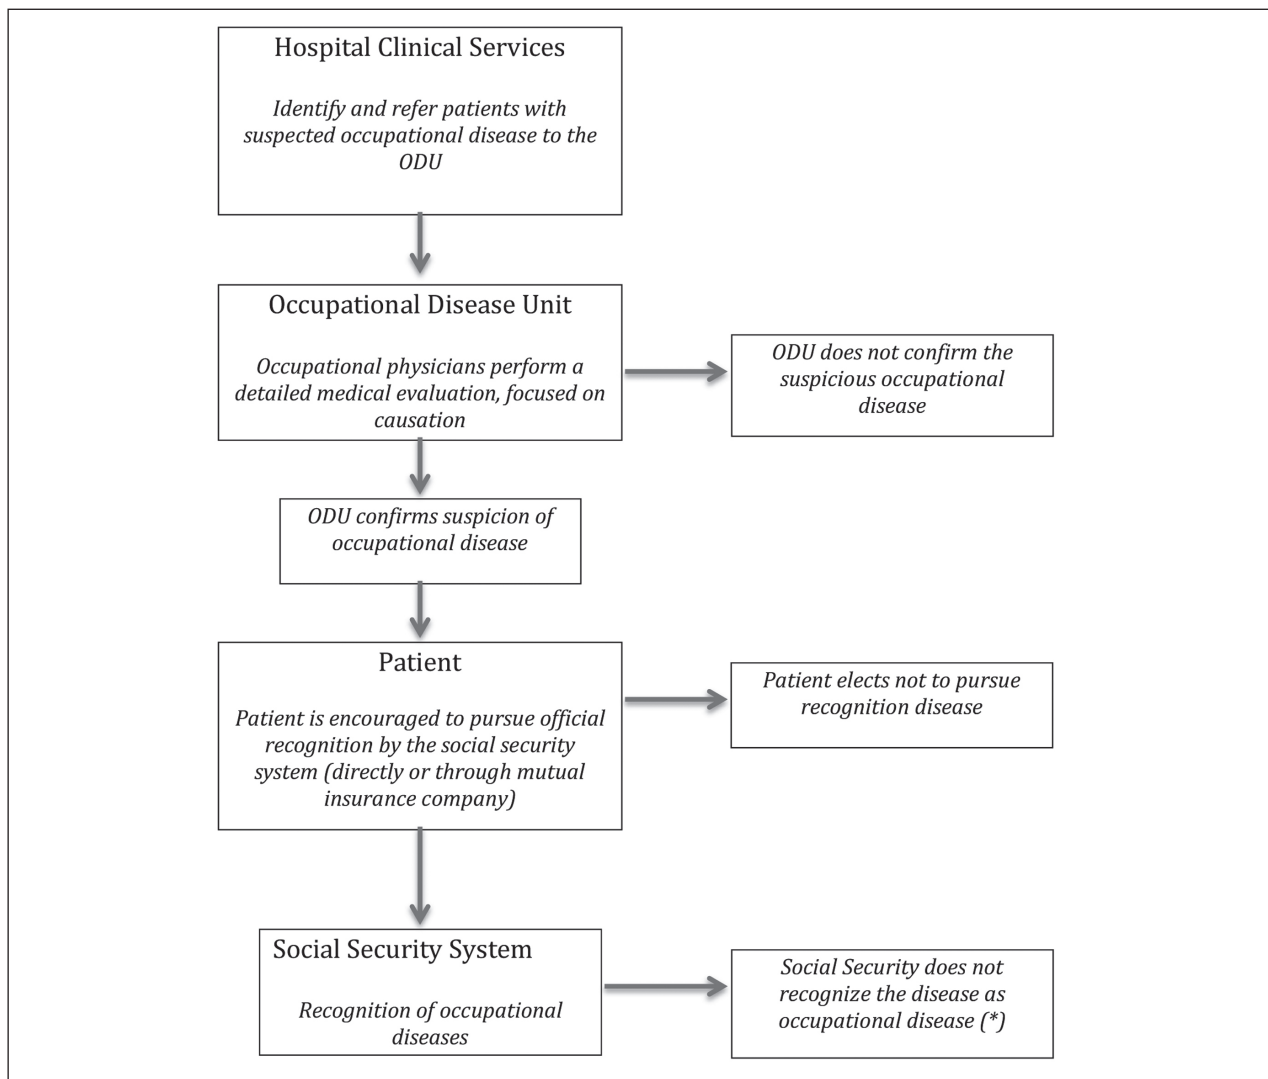 Hospital Clinical Services
Identify and refer patients with
suspected occupational disease to the
ODU
Occupational Disease Unit
Occupational physicians perform a
detailed medical evaluation, focused on
causation
ODU does not confirm the
suspicious occupational
disease
ODU confirms suspicion of
occupational disease
Patient
Patient is encouraged to pursue official
recognition by the social security
system (directly or through mutual
insurance company)
Patient elects not to pursue
recognition disease
Social Security System
Recognition of occupational
diseases
Social Security does not
recognize the disease as
occupational disease (*)